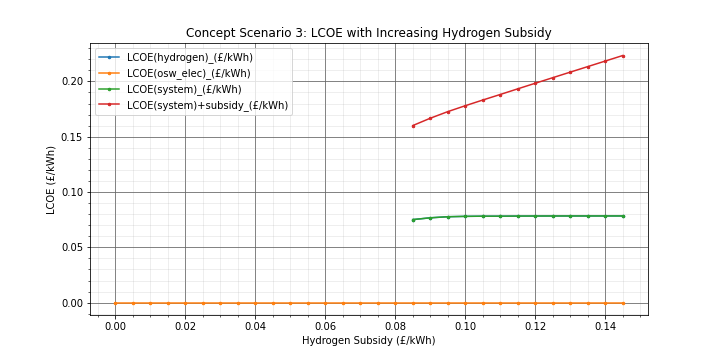 Concept Scenario 3: LCOE with Increasing Hydrogen Subsidy
LCOE(hydrogen)_(£/kWh)
LCOE(osw_elec)_(£/kWh)
LCOE(system)_(£/kWh)
LCOE(system)+subsidy_(£/kWh)
LCOE (£/kWh)
0.20
0.15
0.10
0.05
0.00
0.00 0.02 0.04 0.06 0.08 0.10 0.12 0.14
Hydrogen Subsidy (£/kWh)